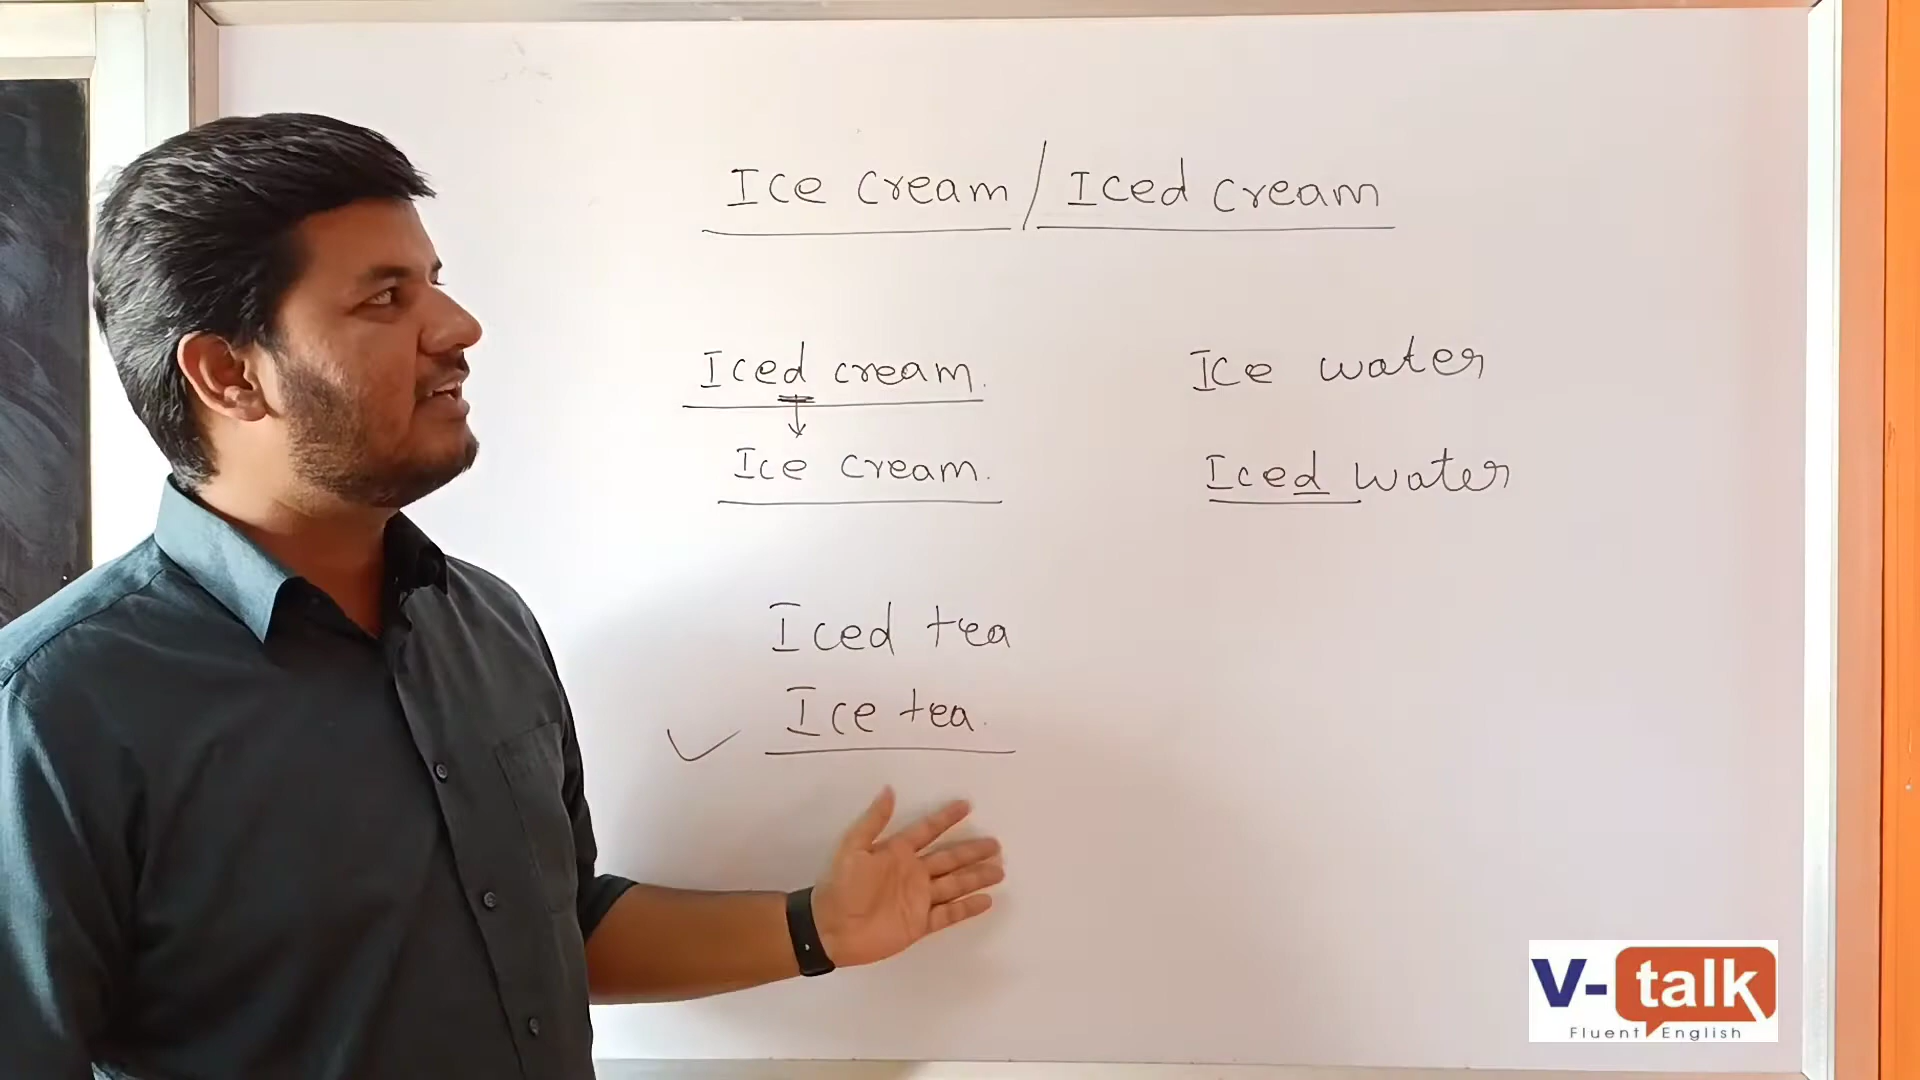 Ice cream / Iced cream
Iced cream.
Ice cream.
Ice water
Iced water
Iced tea
Ice tea.
V-talk
Fluent English